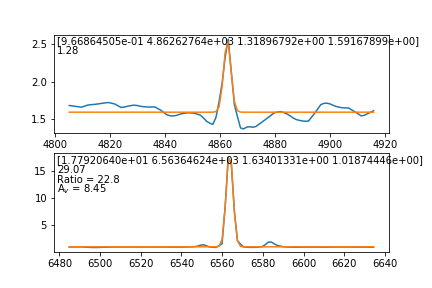 [9.66864505e-01 4.86262764e+03 1.31896792e+00 1.59167899e+00]
1.28
2.5
2.0
1.5
4800 4820 4840 4860 4880 4900 4920
[1.77920640e+01 6.56364624e+03 1.63401331e+00 1.01874446e+00]
29.07
Ratio = 22.8
Aᵥ = 8.45
15
10
5
6480 6500 6520 6540 6560 6580 6600 6620 6640